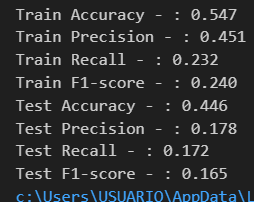 Train Accuracy - : 0.547
Train Precision - : 0.451
Train Recall - : 0.232
Train F1-score - : 0.240
Test Accuracy - : 0.446
Test Precision - : 0.178
Test Recall - : 0.172
Test F1-score - : 0.165
c:\Users\USUARIO\AppData\L